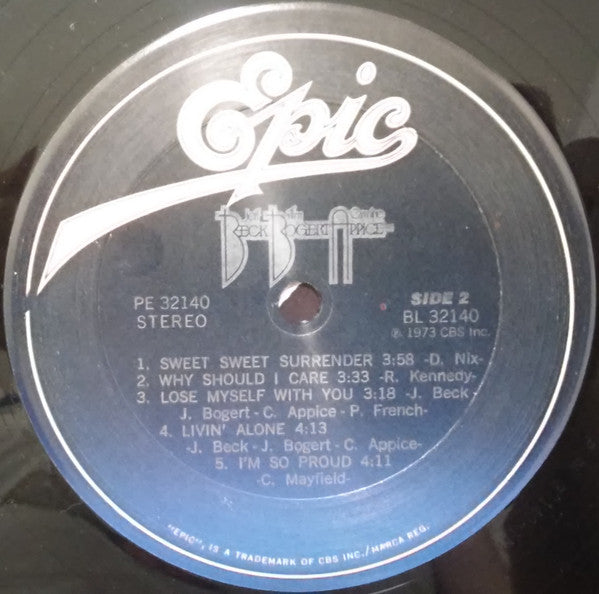 Epic
Jeff Tim Carmine
BECK BOGERT APPICE
PE 32140
STEREO
SIDE 2
BL 32140
℗ 1973 CBS Inc.
1. SWEET SWEET SURRENDER 3:58 -D. Nix-
2. WHY SHOULD I CARE 3:33 -R. Kennedy-
3. LOSE MYSELF WITH YOU 3:18 -J. Beck-
J. Bogert - C. Appice - P. French-
4. LIVIN' ALONE 4:13
-J. Beck - J. Bogert - C. Appice-
5. I'M SO PROUD 4:11
-C. Mayfield-
"EPIC", IS A TRADEMARK OF CBS INC./MARCA REG.